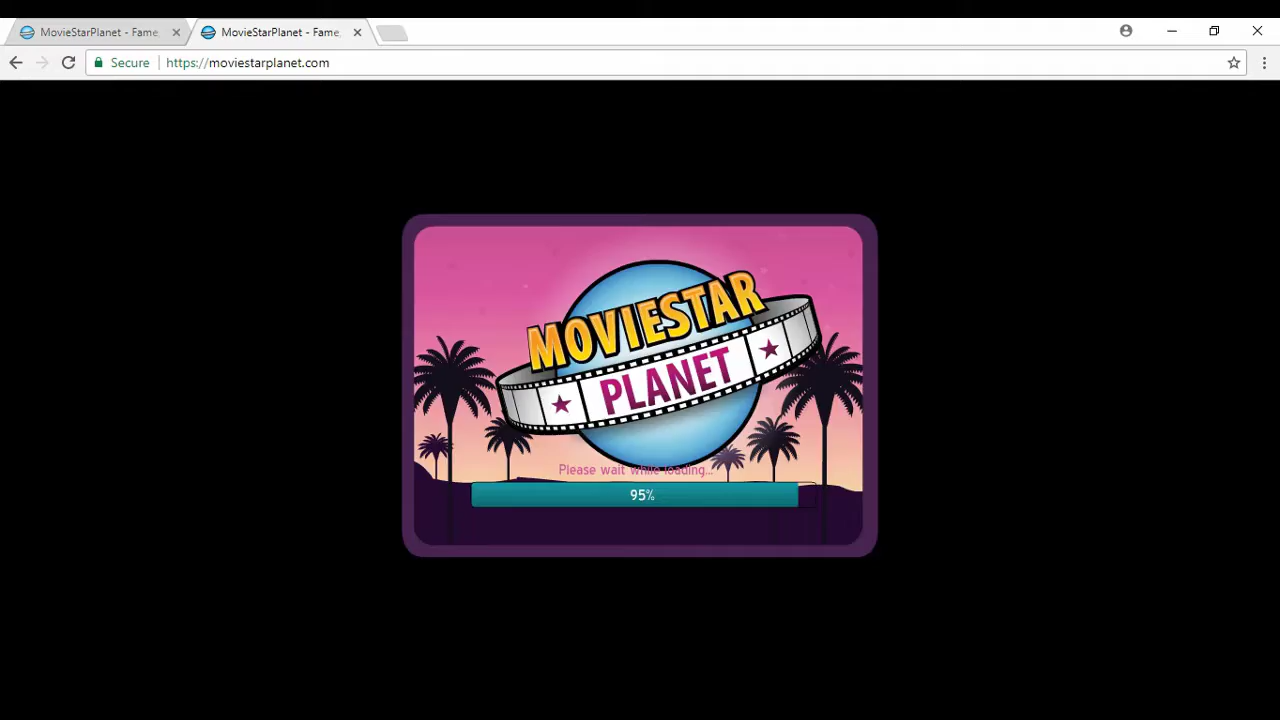 MovieStarPlanet - Fame,
MovieStarPlanet - Fame,
Secure
https://moviestarplanet.com
MOVIESTAR
PLANET
Please wait while loading...
95%